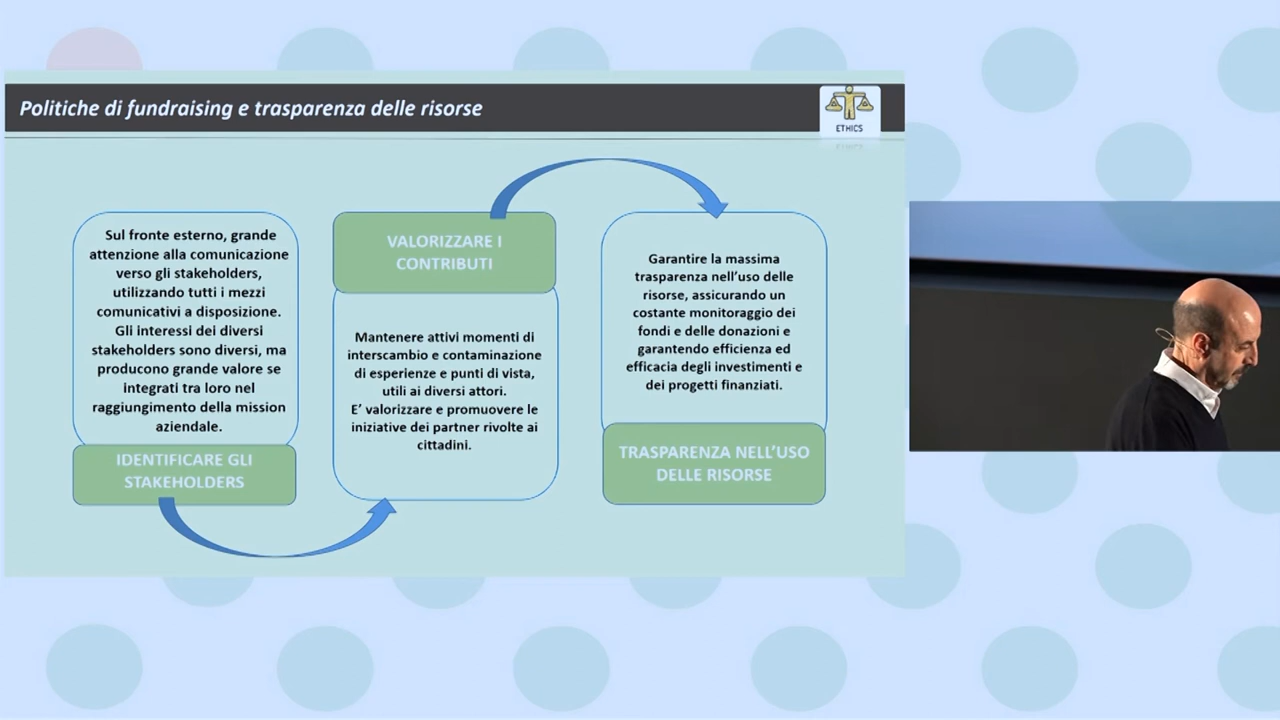 Politiche di fundraising e trasparenza delle risorse
ETHICS
Sul fronte esterno, grande
attenzione alla comunicazione
verso gli stakeholders,
utilizzando tutti i mezzi
comunicativi a disposizione.
Gli interessi dei diversi
stakeholders sono diversi, ma
producono grande valore se
integrati tra loro nel
raggiungimento della mission
aziendale.
IDENTIFICARE GLI
STAKEHOLDERS
VALORIZZARE I
CONTRIBUTI
Mantenere attivi momenti di
interscambio e contaminazione
di esperienze e punti di vista,
utili ai diversi attori.
E’ valorizzare e promuovere le
iniziative dei partner rivolte ai
cittadini.
Garantire la massima
trasparenza nell’uso delle
risorse, assicurando un
costante monitoraggio dei
fondi e delle donazioni e
garantendo efficienza ed
efficacia degli investimenti e
dei progetti finanziati.
TRASPARENZA NELL’USO
DELLE RISORSE